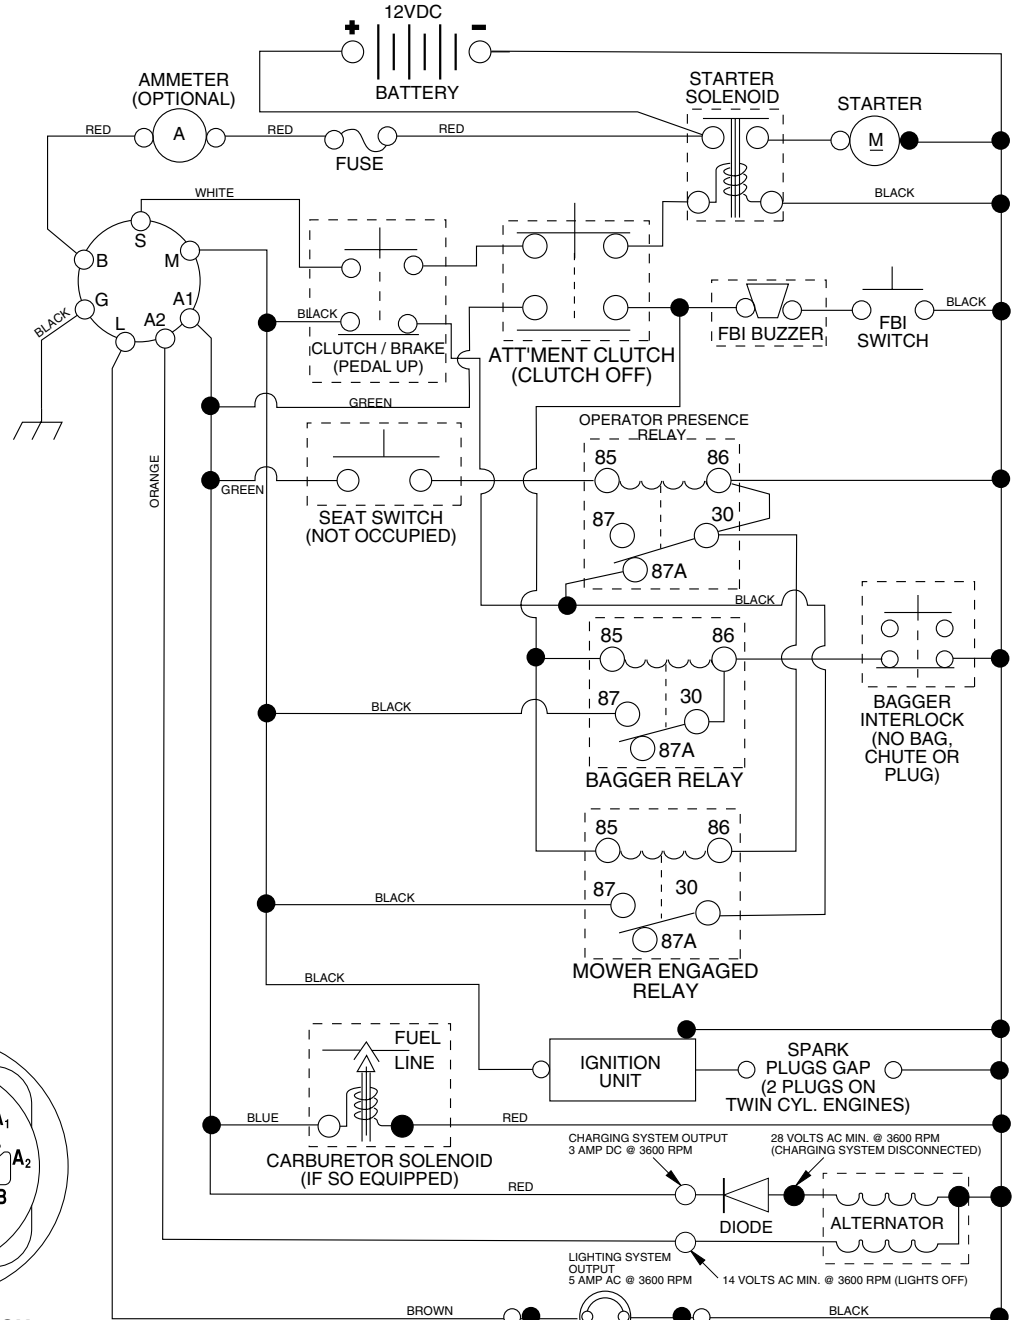 12VDC
+
-
BATTERY
AMMETER
(OPTIONAL)
STARTER
SOLENOID
STARTER
RED
A
RED
RED
M
FUSE
WHITE
BLACK
S
B
M
G
A1
L
A2
BLACK
BLACK
CLUTCH / BRAKE
(PEDAL UP)
ATT'MENT CLUTCH
(CLUTCH OFF)
FBI BUZZER
FBI
SWITCH
BLACK
GREEN
OPERATOR PRESENCE
RELAY
85
86
ORANGE
GREEN
SEAT SWITCH
(NOT OCCUPIED)
87
30
87A
BLACK
85
86
87
30
87A
BAGGER RELAY
BLACK
BAGGER
INTERLOCK
(NO BAG,
CHUTE OR
PLUG)
85
86
87
30
87A
BLACK
MOWER ENGAGED
RELAY
BLACK
FUEL
LINE
IGNITION
UNIT
SPARK
PLUGS GAP
(2 PLUGS ON
TWIN CYL. ENGINES)
BLUE
RED
CARBURETOR SOLENOID
(IF SO EQUIPPED)
CHARGING SYSTEM OUTPUT
3 AMP DC @ 3600 RPM
28 VOLTS AC MIN. @ 3600 RPM
(CHARGING SYSTEM DISCONNECTED)
RED
DIODE
ALTERNATOR
LIGHTING SYSTEM
OUTPUT
5 AMP AC @ 3600 RPM
14 VOLTS AC MIN. @ 3600 RPM (LIGHTS OFF)
BROWN
BLACK
A2